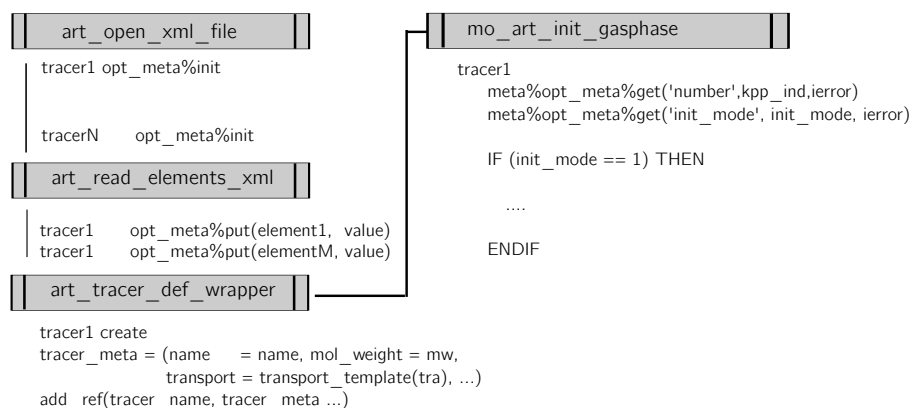 art_open_xml_file
tracer1 opt_meta%init
tracerN opt_meta%init
art_read_elements_xml
tracer1 opt_meta%put(element1, value)
tracer1 opt_meta%put(elementM, value)
art_tracer_def_wrapper
tracer1 create
tracer_meta = (name = name, mol_weight = mw,
transport = transport_template(tra), ...)
add_ref(tracer_name, tracer_meta ...)
mo_art_init_gasphase
tracer1
meta%opt_meta%get('number',kpp_ind,ierror)
meta%opt_meta%get('init_mode', init_mode, ierror)
IF (init_mode == 1) THEN
....
ENDIF